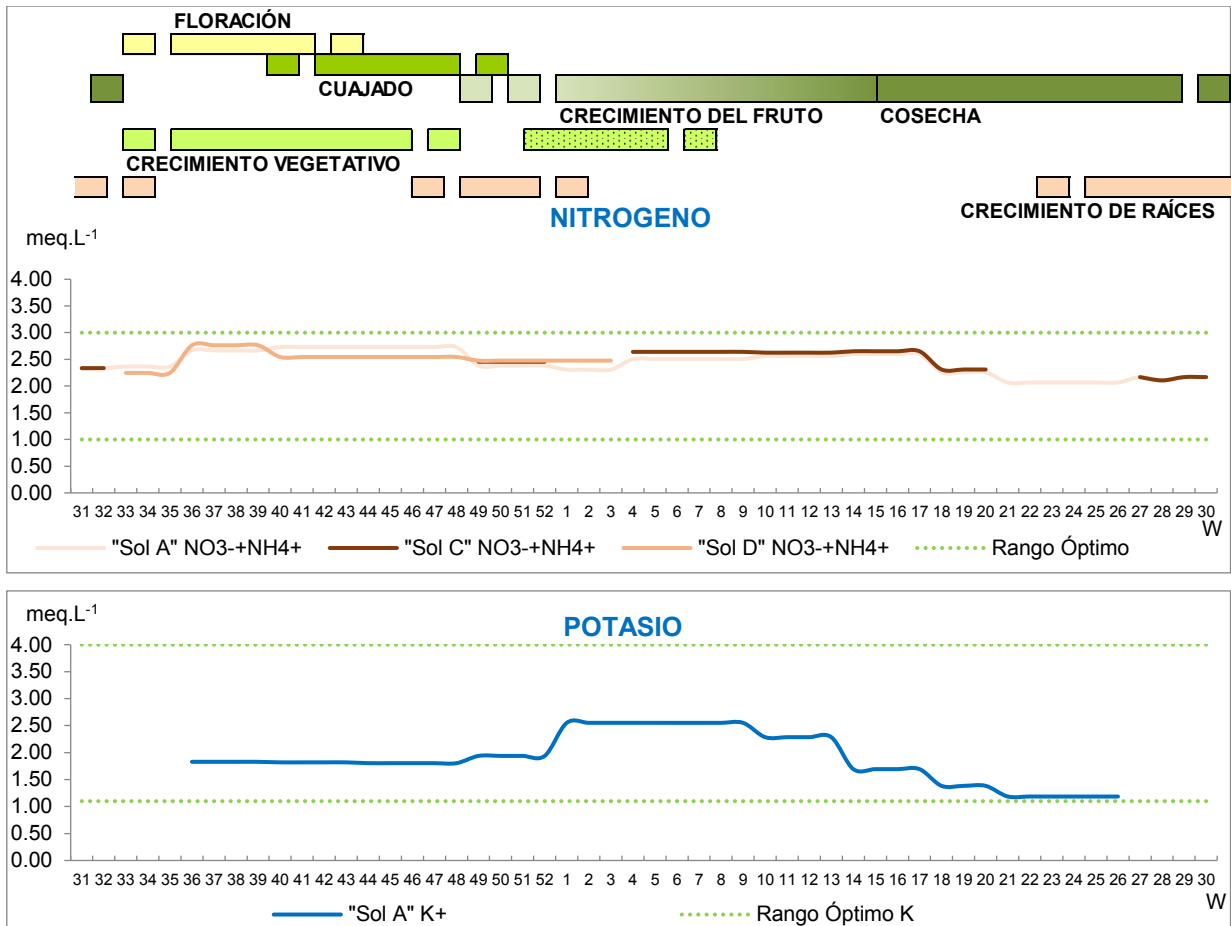 FLORACIÓN
CUAJADO
CRECIMIENTO DEL FRUTO COSECHA
CRECIMIENTO VEGETATIVO
CRECIMIENTO DE RAÍCES
NITROGENO
meq.L-1
4.00
3.50
3.00
2.50
2.00
1.50
1.00
0.50
0.00
31 32 33 34 35 36 37 38 39 40 41 42 43 44 45 46 47 48 49 50 51 52 1 2 3 4 5 6 7 8 9 10 11 12 13 14 15 16 17 18 19 20 21 22 23 24 25 26 27 28 29 30
W
"Sol A" NO3-+NH4+ "Sol C" NO3-+NH4+ "Sol D" NO3-+NH4+ Rango Óptimo
meq.L-1
POTASIO
4.00
3.50
3.00
2.50
2.00
1.50
1.00
0.50
0.00
31 32 33 34 35 36 37 38 39 40 41 42 43 44 45 46 47 48 49 50 51 52 1 2 3 4 5 6 7 8 9 10 11 12 13 14 15 16 17 18 19 20 21 22 23 24 25 26 27 28 29 30
W
"Sol A" K+ Rango Óptimo K